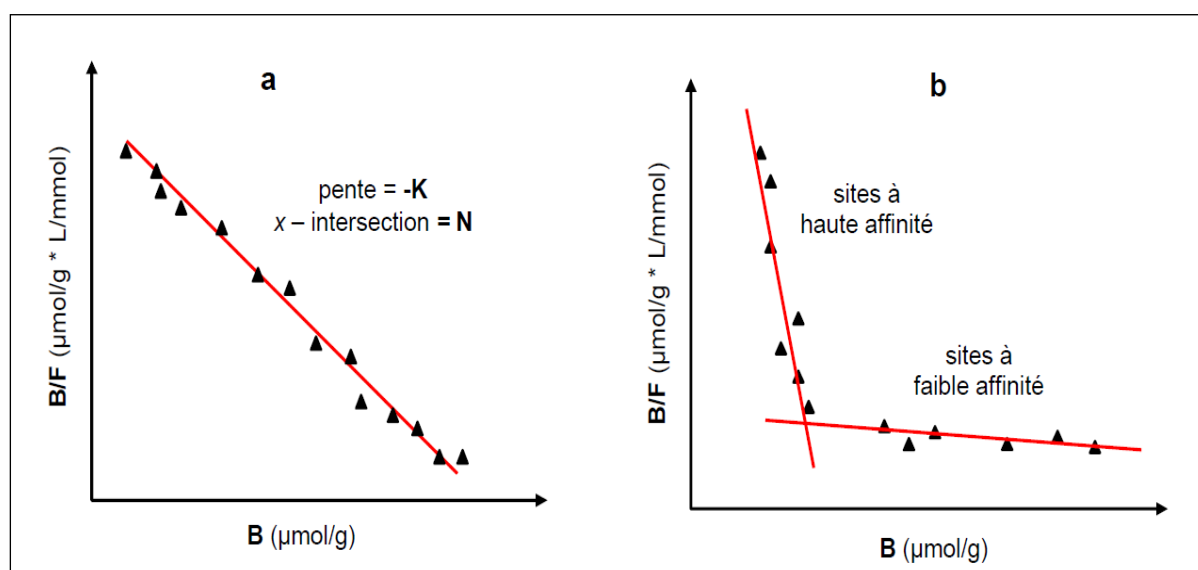 a
B/F (µmol/g * L/mmol)
pente = -K
x – intersection = N
B (µmol/g)
b
B/F (µmol/g * L/mmol)
sites à
haute affinité
sites à
faible affinité
B (µmol/g)